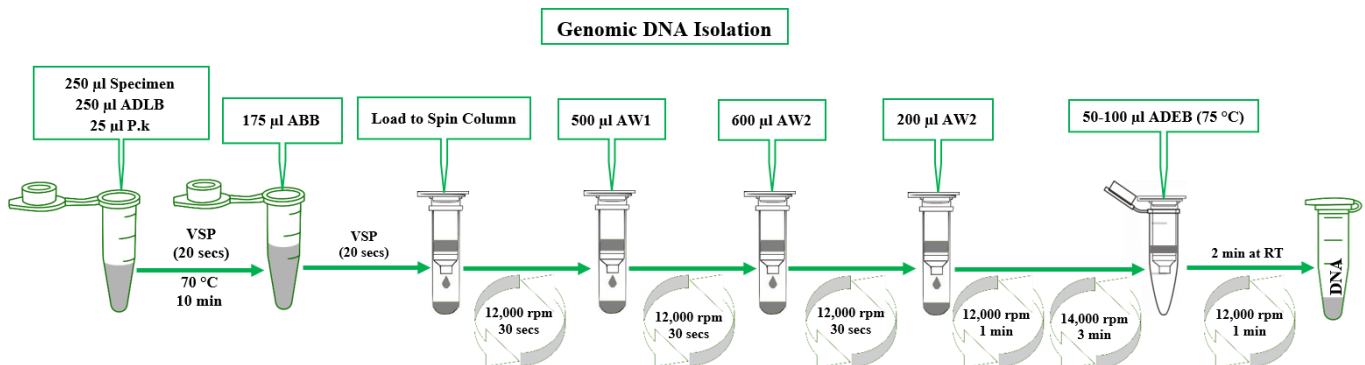 Genomic DNA Isolation
250 µl Specimen
250 µl ADLB
25 µl P.k
175 µl ABB
Load to Spin Column
500 µl AW1
600 µl AW2
200 µl AW2
50-100 µl ADEB (75 °C)
VSP
(20 secs)
70 °C
10 min
VSP
(20 secs)
12,000 rpm
30 secs
12,000 rpm
30 secs
12,000 rpm
30 secs
12,000 rpm
1 min
14,000 rpm
3 min
2 min at RT
12,000 rpm
1 min
DNA